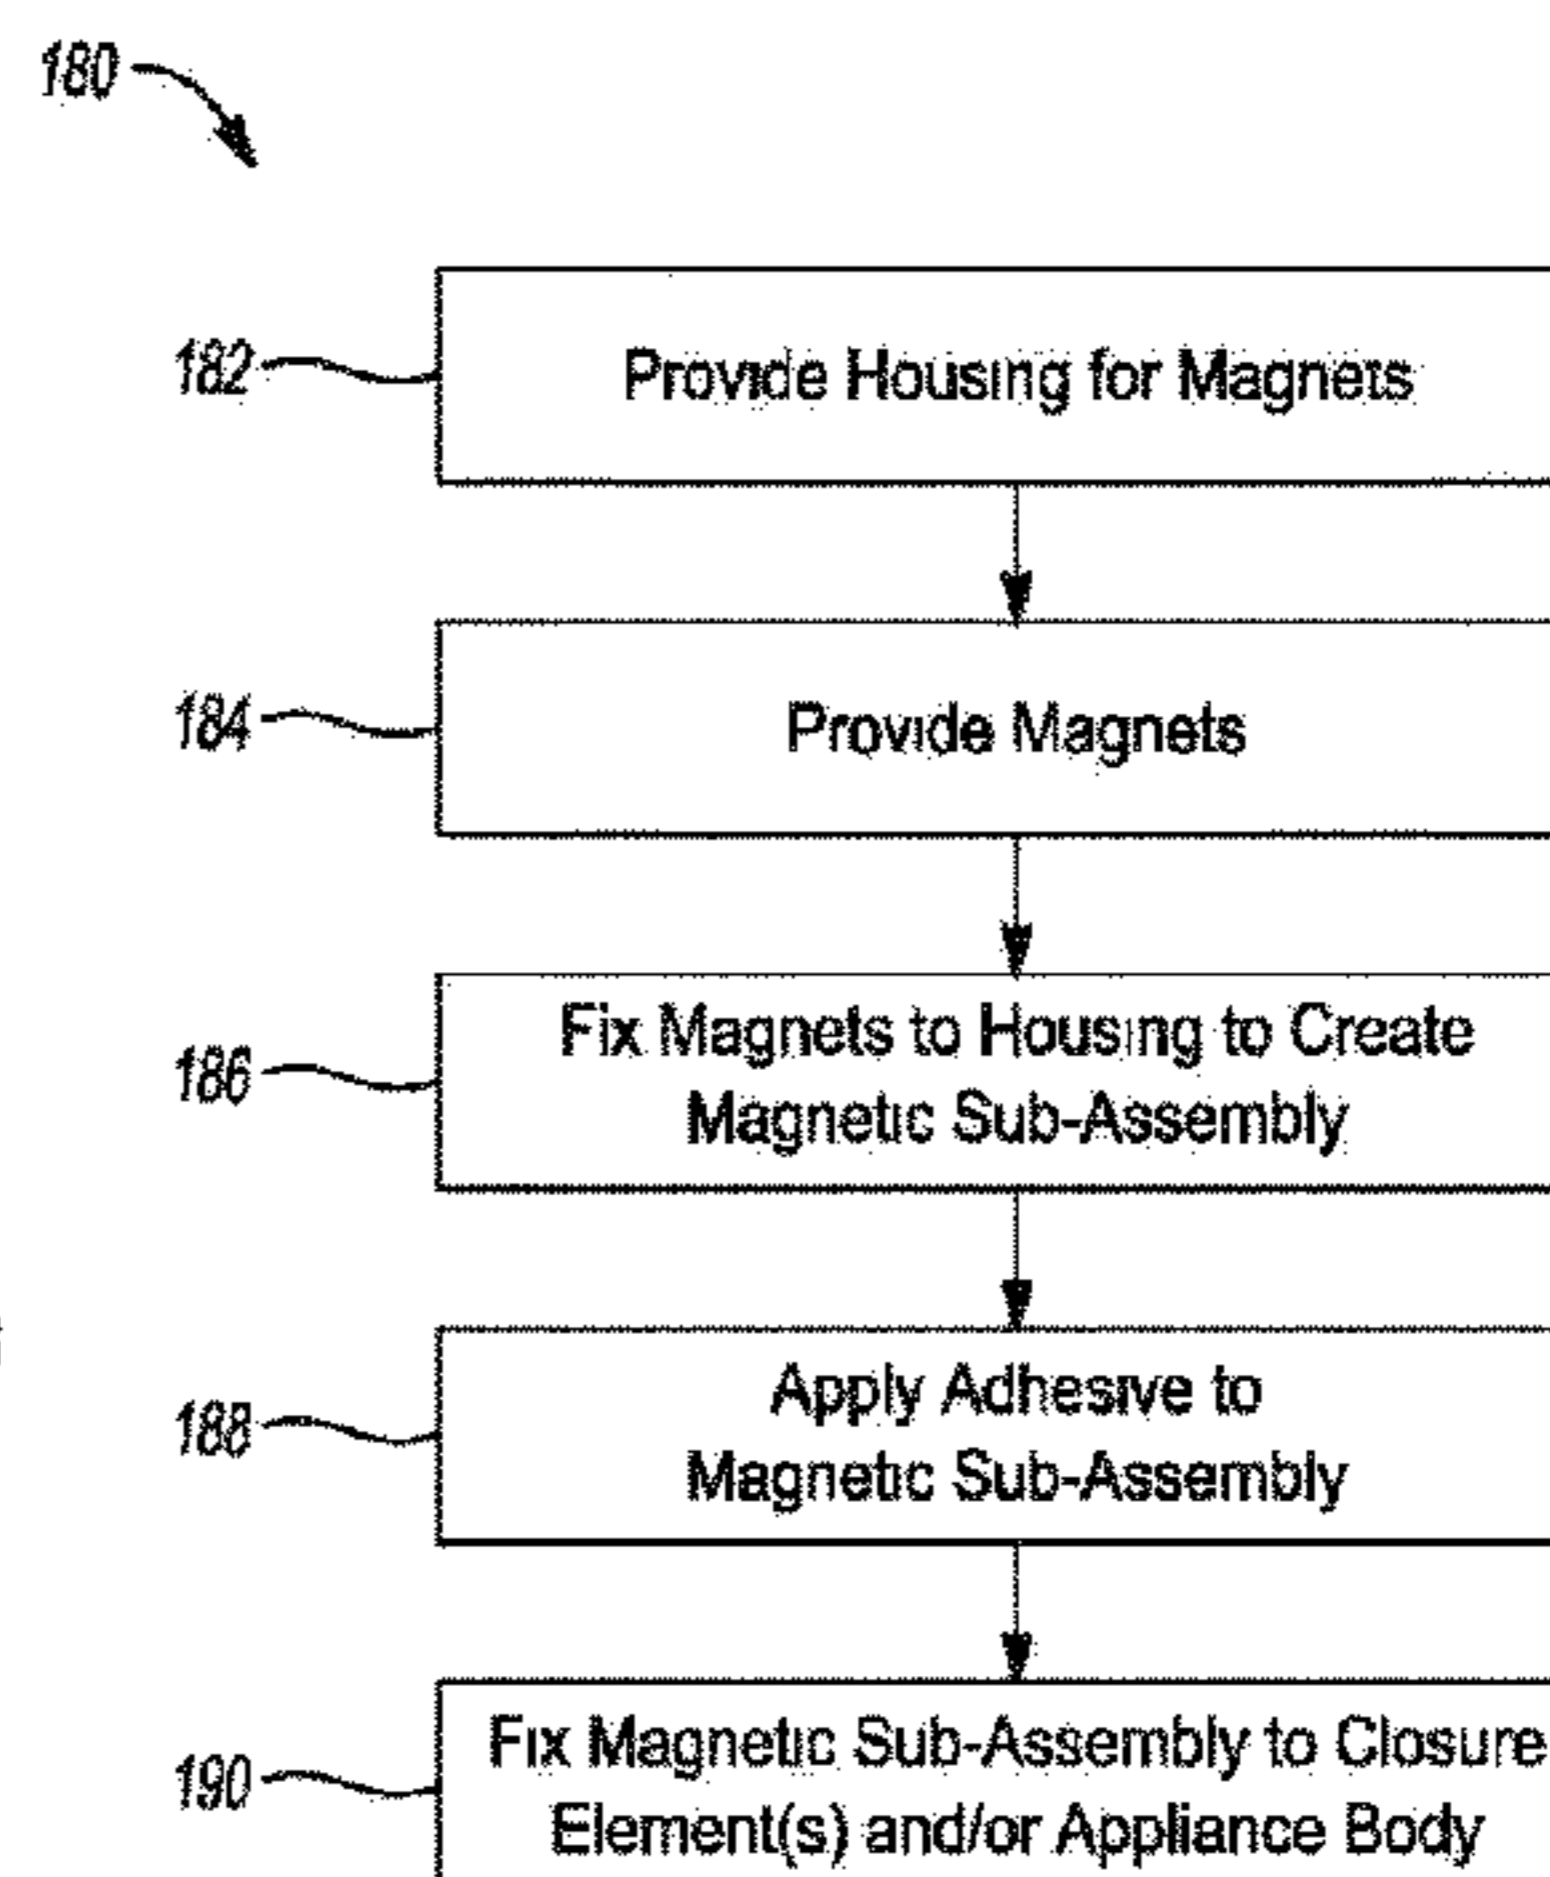 180
182
Provide Housing for Magnets
184
Provide Magnets
186
Fix Magnets to Housing to Create
Magnetic Sub-Assembly
188
Apply Adhesive to
Magnetic Sub-Assembly
190
Fix Magnetic Sub-Assembly to Closure
Element(s) and/or Appliance Body